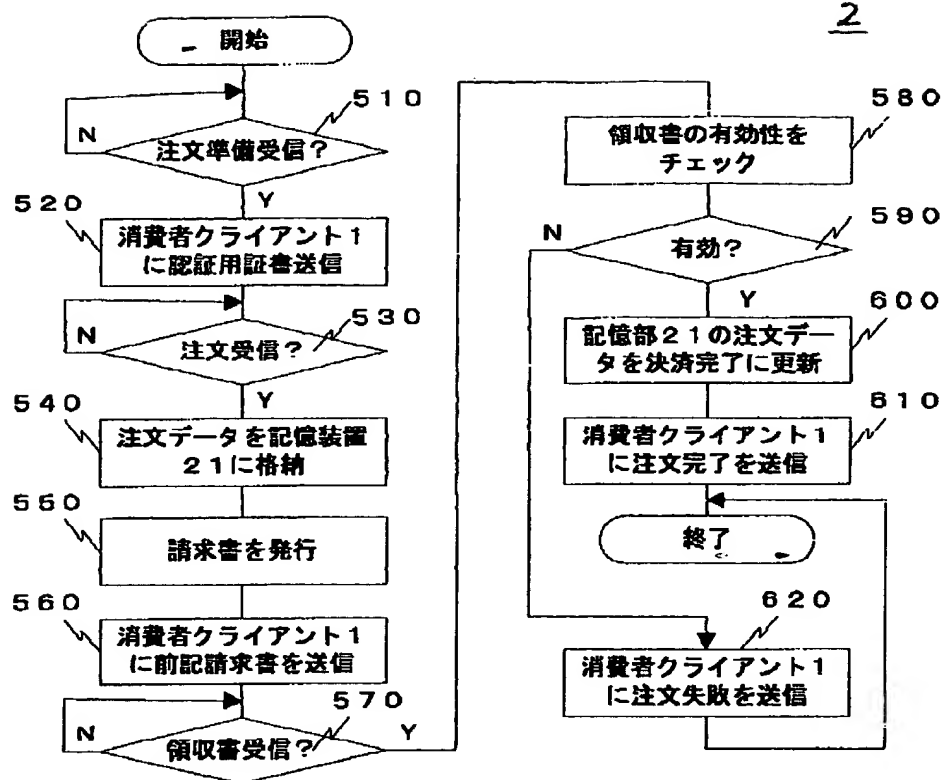 2
開始
510
注文準備受信?
N
Y
520
消費者クライアント1
に認証用証書送信
530
注文受信?
N
Y
540
注文データを記憶装置
21に格納
550
請求書を発行
560
消費者クライアント1
に前記請求書を送信
570
領収書受信?
N
Y
580
領収書の有効性を
チェック
590
有効?
N
Y
600
記憶部21の注文デー
タを決済完了に更新
610
消費者クライアント1
に注文完了を送信
終了
620
消費者クライアント1
に注文失敗を送信